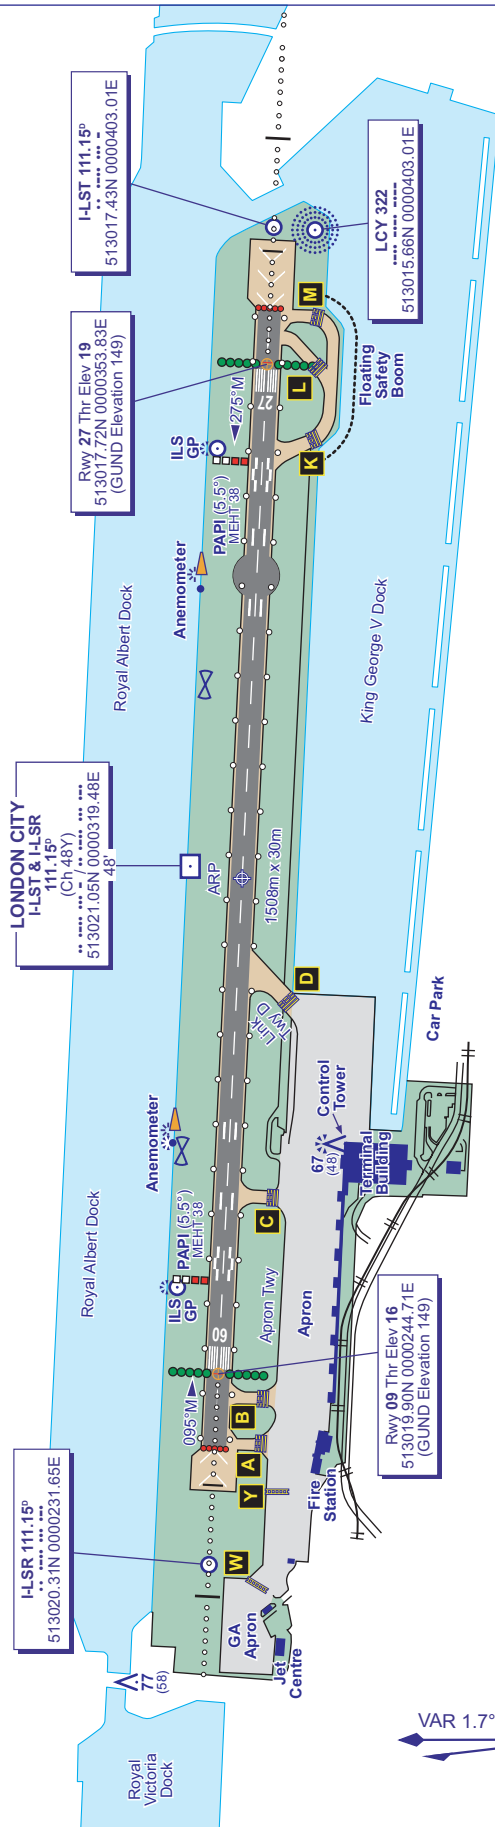 I-LST 111.15ᴰ
•• •–•• ••• –
513017.43N 0000403.01E
LCY 322
•–•• –•–• –•––
513015.66N 0000403.01E
Rwy 27 Thr Elev 19
513017.72N 0000353.83E
(GUND Elevation 149)
M
L
K
Floating
Safety
Boom
27
275°M
ILS
GP
PAPI (5.5°)
MEHT 38
Anemometer
Royal Albert Dock
King George V Dock
LONDON CITY
I-LST & I-LSR
111.15ᴰ
(Ch 48Y)
•• •–•• ••• – / •• •–•• ••• •–•
513021.05N 0000319.48E
48'
ARP
1508m x 30m
D
Link
Twy D
Car Park
Anemometer
67
(48)
Control
Tower
Terminal
Building
Royal Albert Dock
PAPI (5.5°)
MEHT 38
ILS
GP
C
Apron Twy
Apron
09
095°M
Rwy 09 Thr Elev 16
513019.90N 0000244.71E
(GUND Elevation 149)
B
A
Y
W
Fire
Station
I-LSR 111.15ᴰ
•• •–•• ••• •–•
513020.31N 0000231.65E
GA
Apron
Jet
Centre
77
(58)
Royal
Victoria
Dock
VAR 1.7°